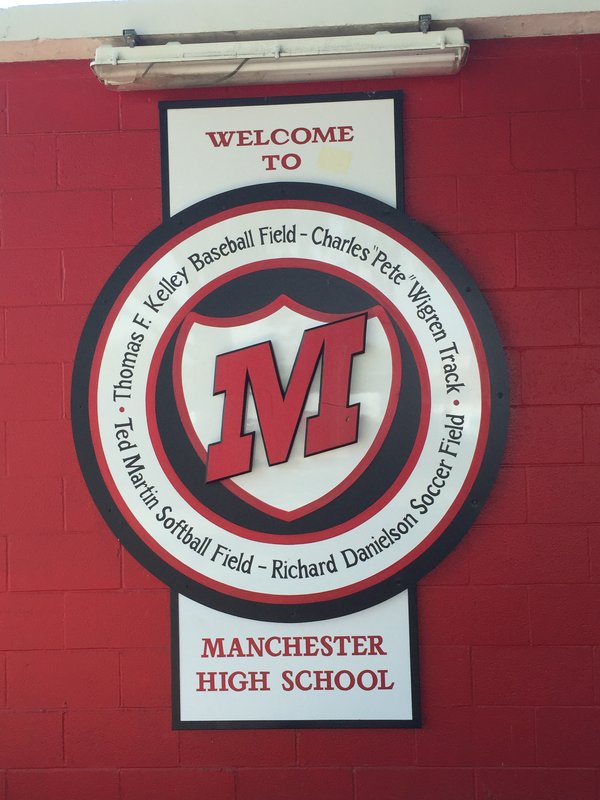 WELCOME
TO
• Thomas F. Kelley Baseball Field – Charles "Pete" Wigren Track •
Ted Martin Softball Field – Richard Danielson Soccer Field
M
MANCHESTER
HIGH SCHOOL